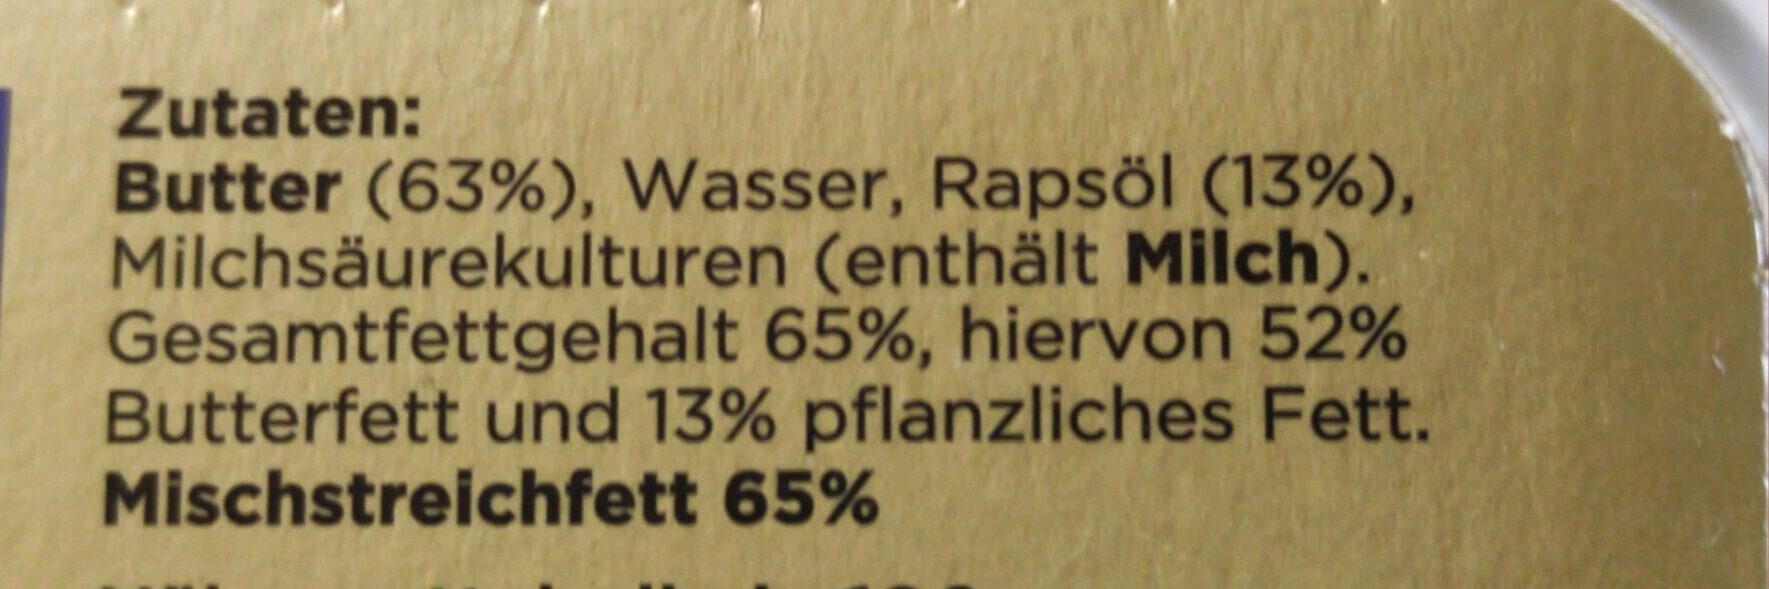 Zutaten:
Butter (63%), Wasser, Rapsöl (13%),
Milchsäurekulturen (enthält Milch).
Gesamtfettgehalt 65%, hiervon 52%
Butterfett und 13% pflanzliches Fett.
Mischstreichfett 65%